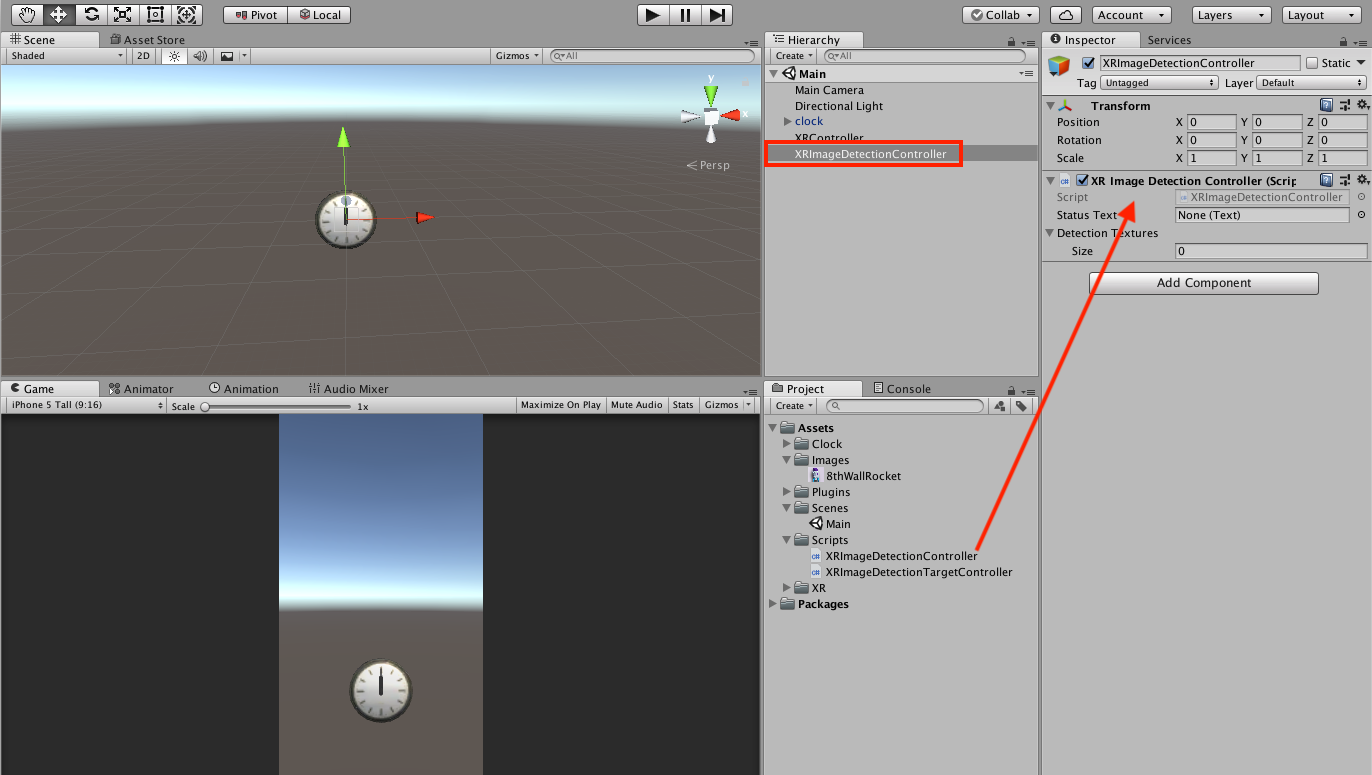 Pivot Local Collab Account Layers Layout
Scene Asset Store
Shaded 2D Gizmos All
y
x
Persp
Game Animator Animation Audio Mixer
iPhone 5 Tall (9:16) Scale 1x Maximize On Play Mute Audio Stats Gizmos
Hierarchy
Create All
Main
Main Camera
Directional Light
clock
XRController
XRImageDetectionController
Project Console
Create
Assets
Clock
Images
8thWallRocket
Plugins
Scenes
Main
Scripts
XRImageDetectionController
XRImageDetectionTargetController
XR
Packages
Inspector Services
XRImageDetectionController Static
Tag Untagged Layer Default
Transform
Position X 0 Y 0 Z 0
Rotation X 0 Y 0 Z 0
Scale X 1 Y 1 Z 1
XR Image Detection Controller (Scrip
Script XRImageDetectionController
Status Text None (Text)
Detection Textures
Size 0
Add Component